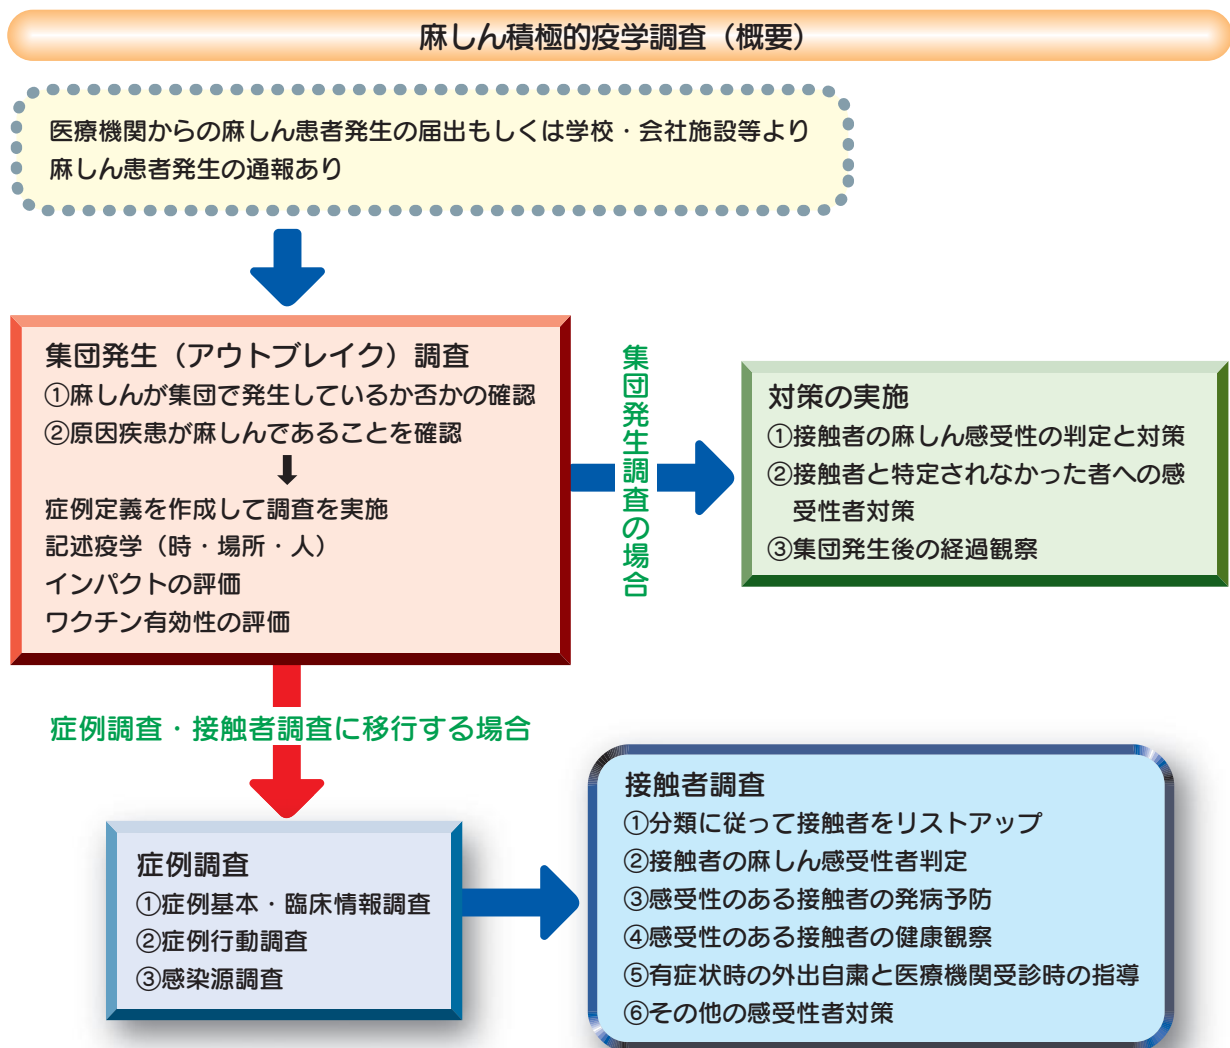 麻しん積極的疫学調査（概要）
医療機関からの麻しん患者発生の届出もしくは学校・会社施設等より
麻しん患者発生の通報あり
集団発生（アウトブレイク）調査
①麻しんが集団で発生しているか否かの確認
②原因疾患が麻しんであることを確認
症例定義を作成して調査を実施
記述疫学（時・場所・人）
インパクトの評価
ワクチン有効性の評価
集団発生調査の場合
対策の実施
①接触者の麻しん感受性の判定と対策
②接触者と特定されなかった者への感
受性者対策
③集団発生後の経過観察
症例調査・接触者調査に移行する場合
症例調査
①症例基本・臨床情報調査
②症例行動調査
③感染源調査
接触者調査
①分類に従って接触者をリストアップ
②接触者の麻しん感受性者判定
③感受性のある接触者の発病予防
④感受性のある接触者の健康観察
⑤有症状時の外出自粛と医療機関受診時の指導
⑥その他の感受性者対策